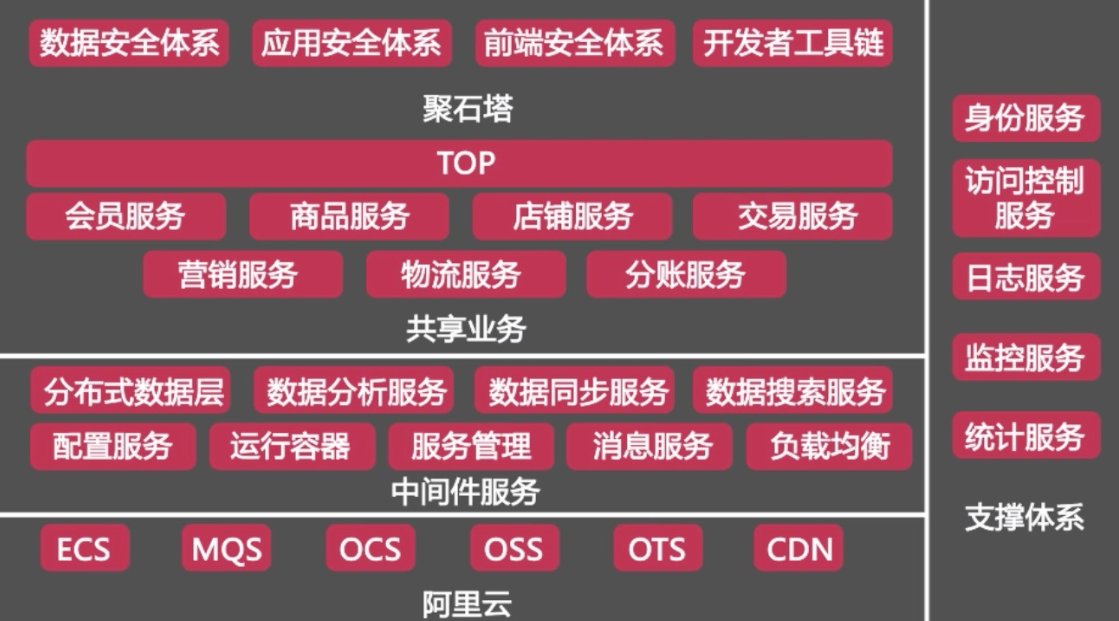 数据安全体系 应用安全体系 前端安全体系 开发者工具链
聚石塔
TOP
会员服务 商品服务 店铺服务 交易服务
营销服务 物流服务 分账服务
共享业务
分布式数据层 数据分析服务 数据同步服务 数据搜索服务
配置服务 运行容器 服务管理 消息服务 负载均衡
中间件服务
ECS MQS OCS OSS OTS CDN
阿里云
身份服务
访问控制
服务
日志服务
监控服务
统计服务
支撑体系